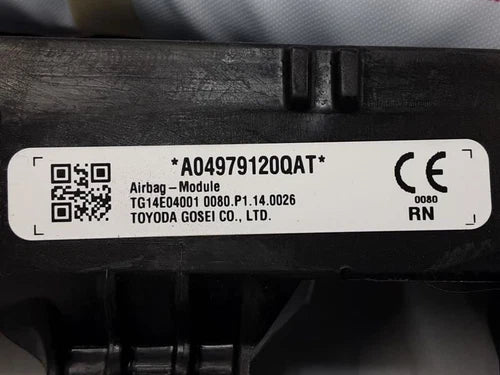 *A04979120QAT*
Airbag-Module
TG14E04001 0080.P1.14.0026
TOYODA GOSEI CO., LTD.
CE
0080
RN